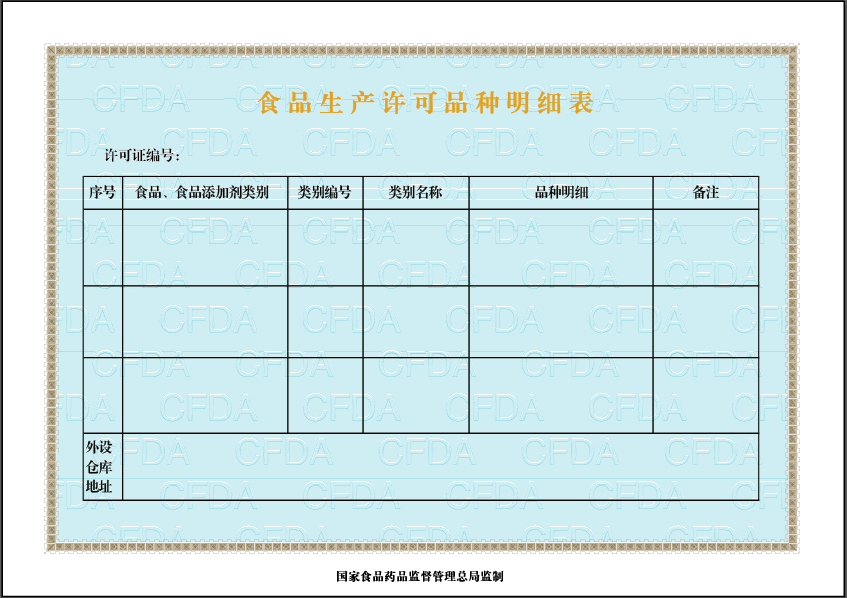 食品生产许可品种明细表
许可证编号：
序号 食品、食品添加剂类别 类别编号 类别名称 品种明细 备注
外设
仓库
地址
国家食品药品监督管理总局监制
CFDA